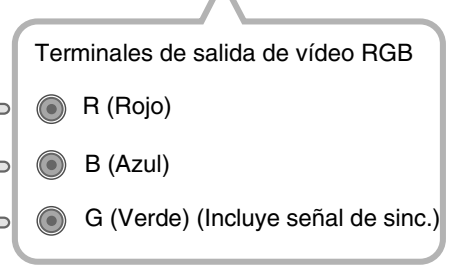 Terminales de salida de vídeo RGB
R (Rojo)
B (Azul)
G (Verde) (Incluye señal de sinc.)